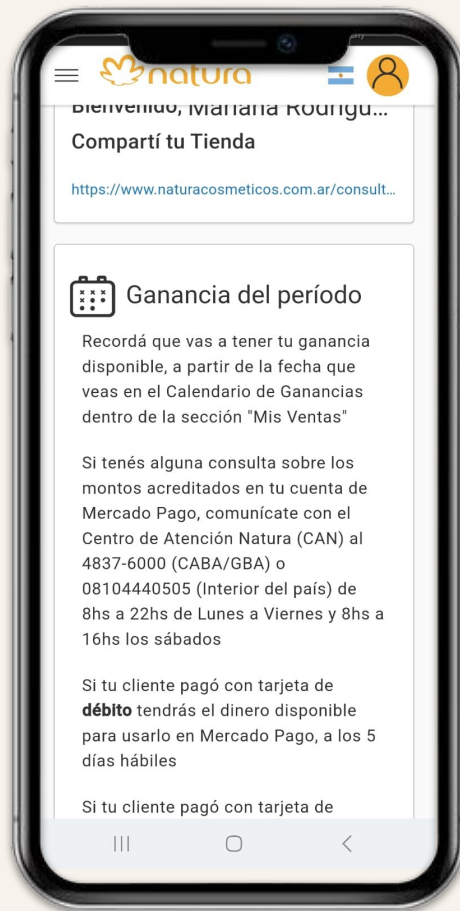 natura
Bienvenido, Mariana Rodrigu...
Compartí tu Tienda
https://www.naturacosmeticos.com.ar/consult...
Ganancia del período
Recordá que vas a tener tu ganancia
disponible, a partir de la fecha que
veas en el Calendario de Ganancias
dentro de la sección "Mis Ventas"
Si tenés alguna consulta sobre los
montos acreditados en tu cuenta de
Mercado Pago, comunícate con el
Centro de Atención Natura (CAN) al
4837-6000 (CABA/GBA) o
08104440505 (Interior del país) de
8hs a 22hs de Lunes a Viernes y 8hs a
16hs los sábados
Si tu cliente pagó con tarjeta de
débito tendrás el dinero disponible
para usarlo en Mercado Pago, a los 5
días hábiles
Si tu cliente pagó con tarjeta de